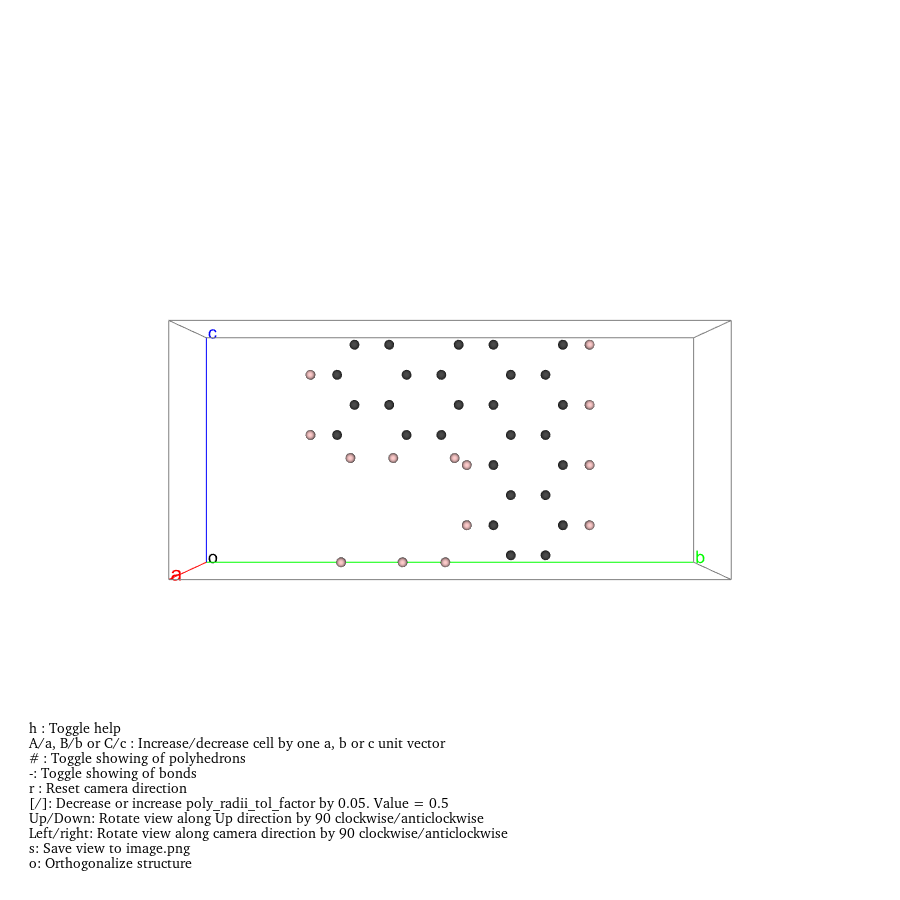 c
o
b
a
h : Toggle help
A/a, B/b or C/c : Increase/decrease cell by one a, b or c unit vector
# : Toggle showing of polyhedrons
-: Toggle showing of bonds
r : Reset camera direction
[/]: Decrease or increase poly_radii_tol_factor by 0.05. Value = 0.5
Up/Down: Rotate view along Up direction by 90 clockwise/anticlockwise
Left/right: Rotate view along camera direction by 90 clockwise/anticlockwise
s: Save view to image.png
o: Orthogonalize structure